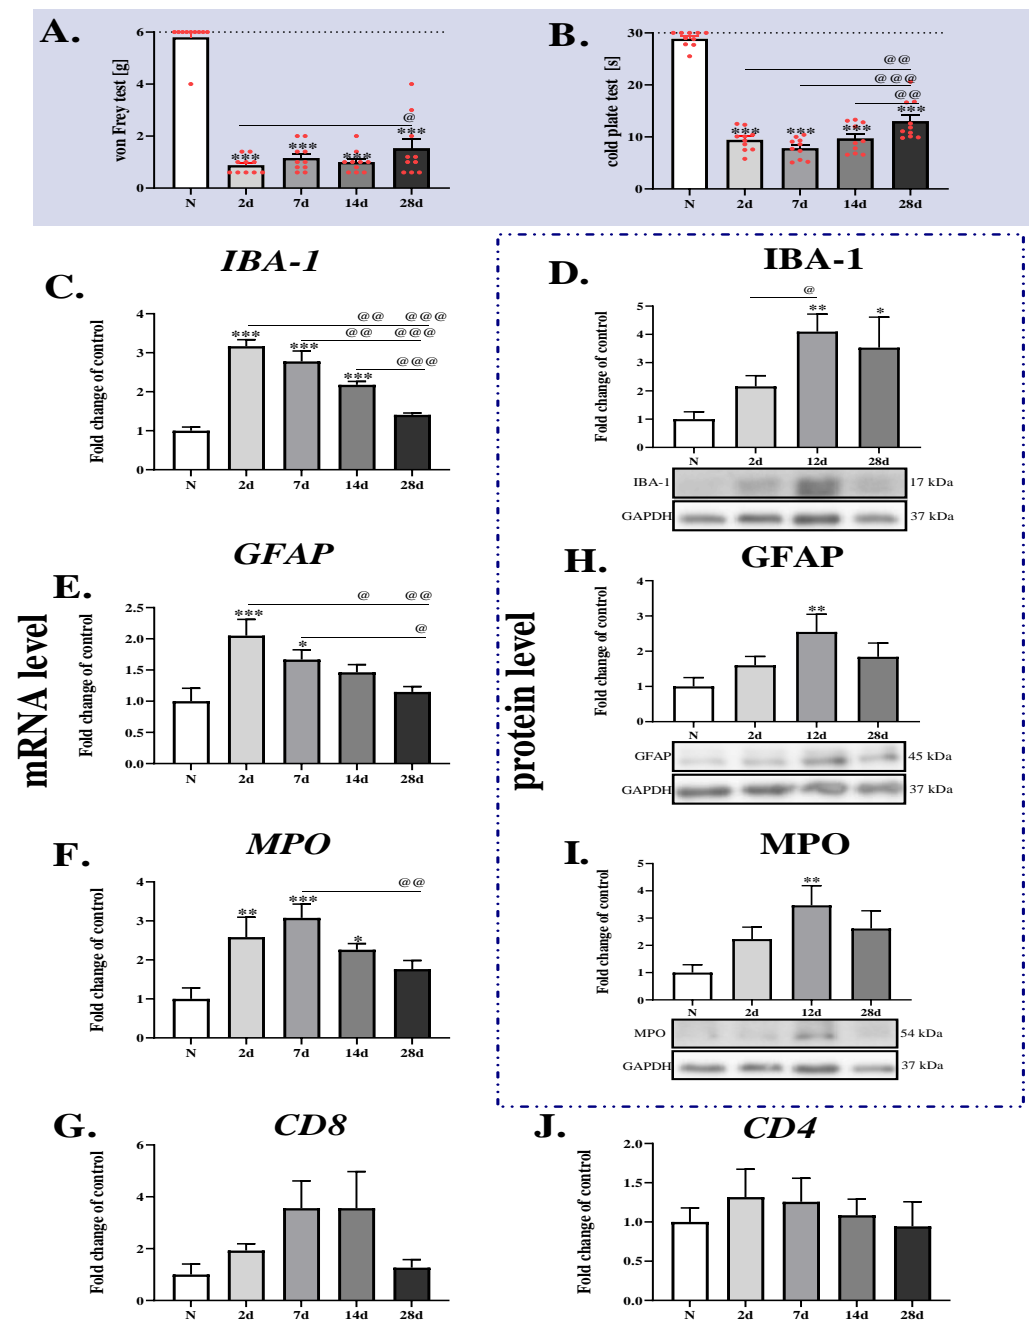 A.
von Frey test [g]
6
4
2
0
@
***
***
***
***
N 2d 7d 14d 28d
B.
cold plate test [s]
30
20
10
0
@@
@@@
@@
***
***
***
***
N 2d 7d 14d 28d
C.
IBA-1
Fold change of control
4
3
2
1
0
@@ @@@
@@ @@@
@@@
***
***
***
N 2d 7d 14d 28d
D.
IBA-1
Fold change of control
5
4
3
2
1
0
@
**
*
N 2d 12d 28d
IBA-1 17 kDa
GAPDH 37 kDa
mRNA level
protein level
E.
GFAP
Fold change of control
2.5
2.0
1.5
1.0
0.5
0.0
@ @@
@
***
*
N 2d 7d 14d 28d
H.
GFAP
Fold change of control
4
3
2
1
0
**
N 2d 12d 28d
GFAP 45 kDa
GAPDH 37 kDa
F.
MPO
Fold change of control
4
3
2
1
0
@@
**
***
*
N 2d 7d 14d 28d
I.
MPO
Fold change of control
5
4
3
2
1
0
**
N 2d 12d 28d
MPO 54 kDa
GAPDH 37 kDa
G.
CD8
Fold change of control
6
4
2
0
N 2d 7d 14d 28d
J.
CD4
Fold change of control
2.0
1.5
1.0
0.5
0.0
N 2d 7d 14d 28d